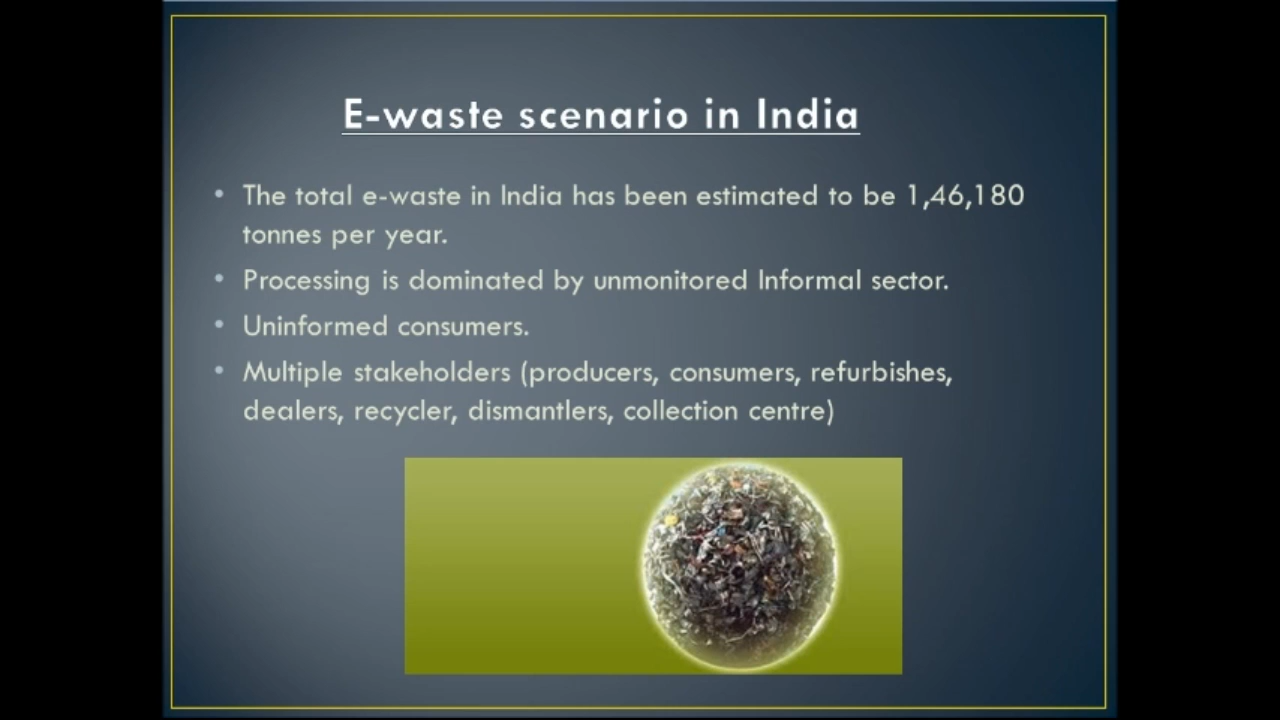 E-waste scenario in India
• The total e-waste in India has been estimated to be 1,46,180
tonnes per year.
• Processing is dominated by unmonitored Informal sector.
• Uninformed consumers.
• Multiple stakeholders (producers, consumers, refurbishes,
dealers, recycler, dismantlers, collection centre)